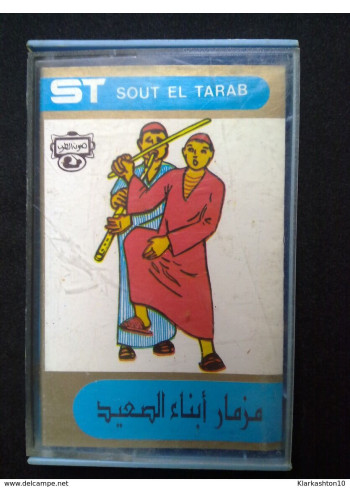 ST SOUT EL TARAB
صوت الطرب
مزمار أبناء الصعيد
www.delcampe.net
Klarkashton10